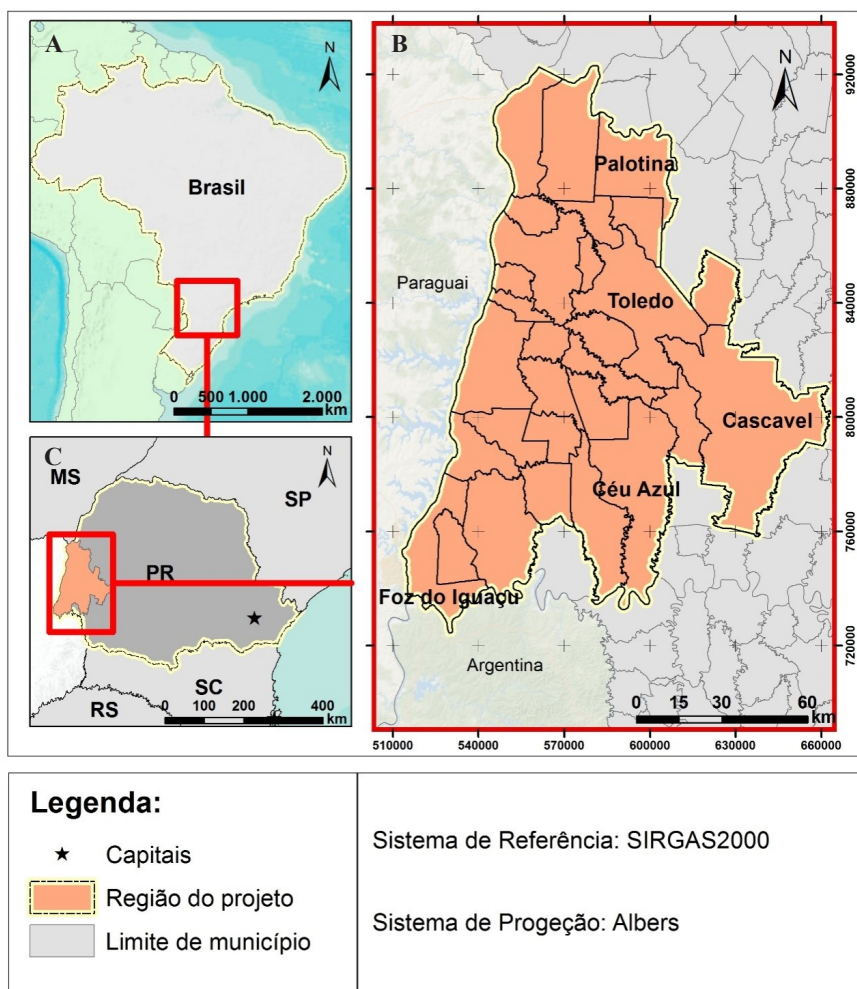 A
N
Brasil
0 500 1.000 2.000
km
B
N
Palotina
Paraguai
Toledo
Cascavel
Céu Azul
Foz do Iguaçu
Argentina
0 15 30 60
km
920000
880000
840000
800000
760000
720000
510000 540000 570000 600000 630000 660000
C
N
MS
SP
PR
SC
RS
0 100 200 400
km
Legenda:
Capitais
Região do projeto
Limite de município
Sistema de Referência: SIRGAS2000
Sistema de Progeção: Albers